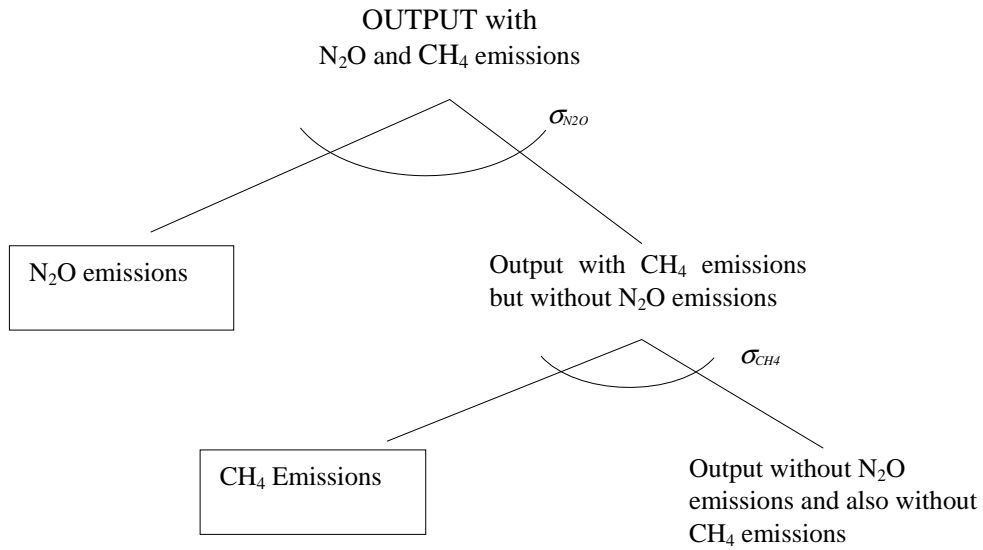 OUTPUT with
N₂O and CH₄ emissions
σN2O
N₂O emissions
Output with CH₄ emissions
but without N₂O emissions
σCH4
CH₄ Emissions
Output without N₂O
emissions and also without
CH₄ emissions